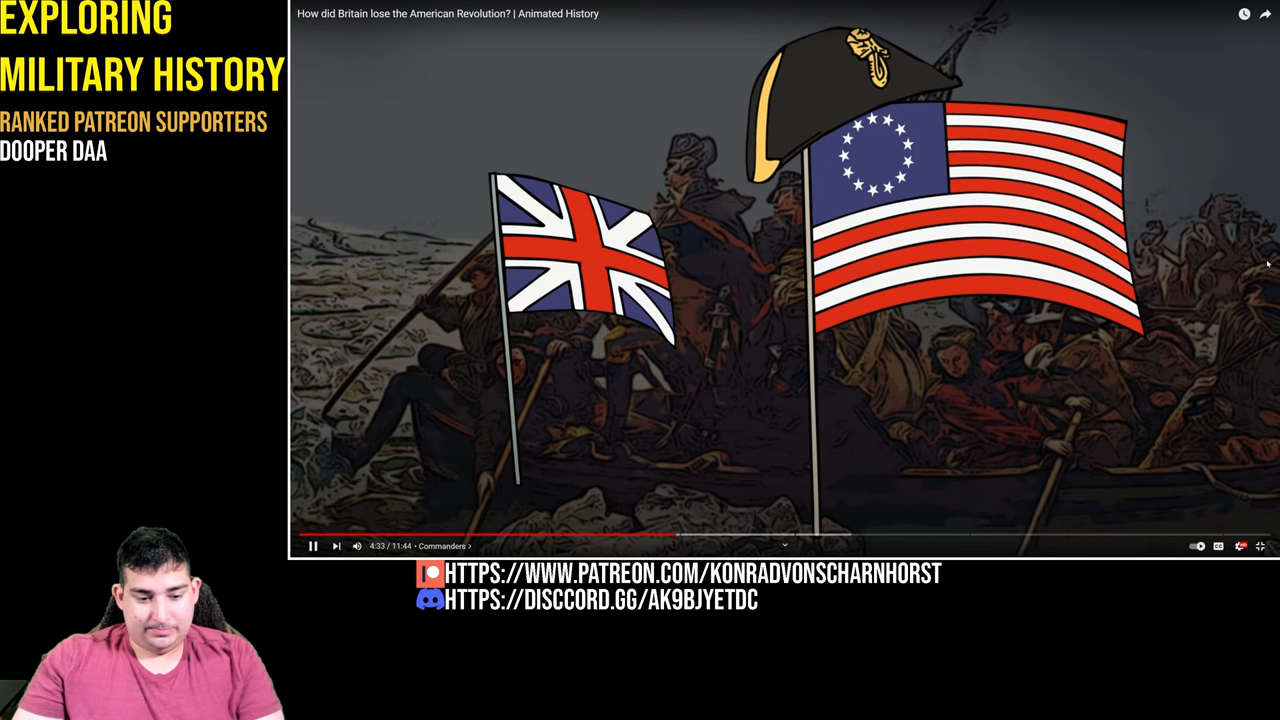 EXPLORING
MILITARY HISTORY
RANKED PATREON SUPPORTERS
DOOPER DAA
How did Britain lose the American Revolution? | Animated History
4:33 / 11:44 • Commanders ›
HTTPS://WWW.PATREON.COM/KONRADVONSCHARNHORST
HTTPS://DISCCORD.GG/AK9BJYETDC